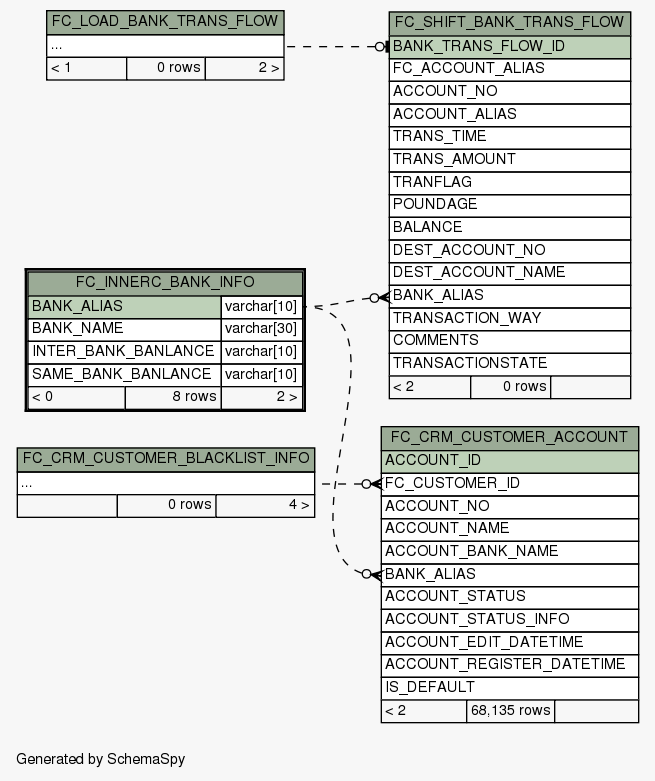 FC_LOAD_BANK_TRANS_FLOW
...
< 1 0 rows 2 >
FC_SHIFT_BANK_TRANS_FLOW
BANK_TRANS_FLOW_ID
FC_ACCOUNT_ALIAS
ACCOUNT_NO
ACCOUNT_ALIAS
TRANS_TIME
TRANS_AMOUNT
TRANFLAG
POUNDAGE
BALANCE
DEST_ACCOUNT_NO
DEST_ACCOUNT_NAME
BANK_ALIAS
TRANSACTION_WAY
COMMENTS
TRANSACTIONSTATE
< 2 0 rows
FC_INNERC_BANK_INFO
BANK_ALIAS varchar[10]
BANK_NAME varchar[30]
INTER_BANK_BANLANCE varchar[10]
SAME_BANK_BANLANCE varchar[10]
< 0 8 rows 2 >
FC_CRM_CUSTOMER_BLACKLIST_INFO
...
0 rows 4 >
FC_CRM_CUSTOMER_ACCOUNT
ACCOUNT_ID
FC_CUSTOMER_ID
ACCOUNT_NO
ACCOUNT_NAME
ACCOUNT_BANK_NAME
BANK_ALIAS
ACCOUNT_STATUS
ACCOUNT_STATUS_INFO
ACCOUNT_EDIT_DATETIME
ACCOUNT_REGISTER_DATETIME
IS_DEFAULT
< 2 68,135 rows
Generated by SchemaSpy